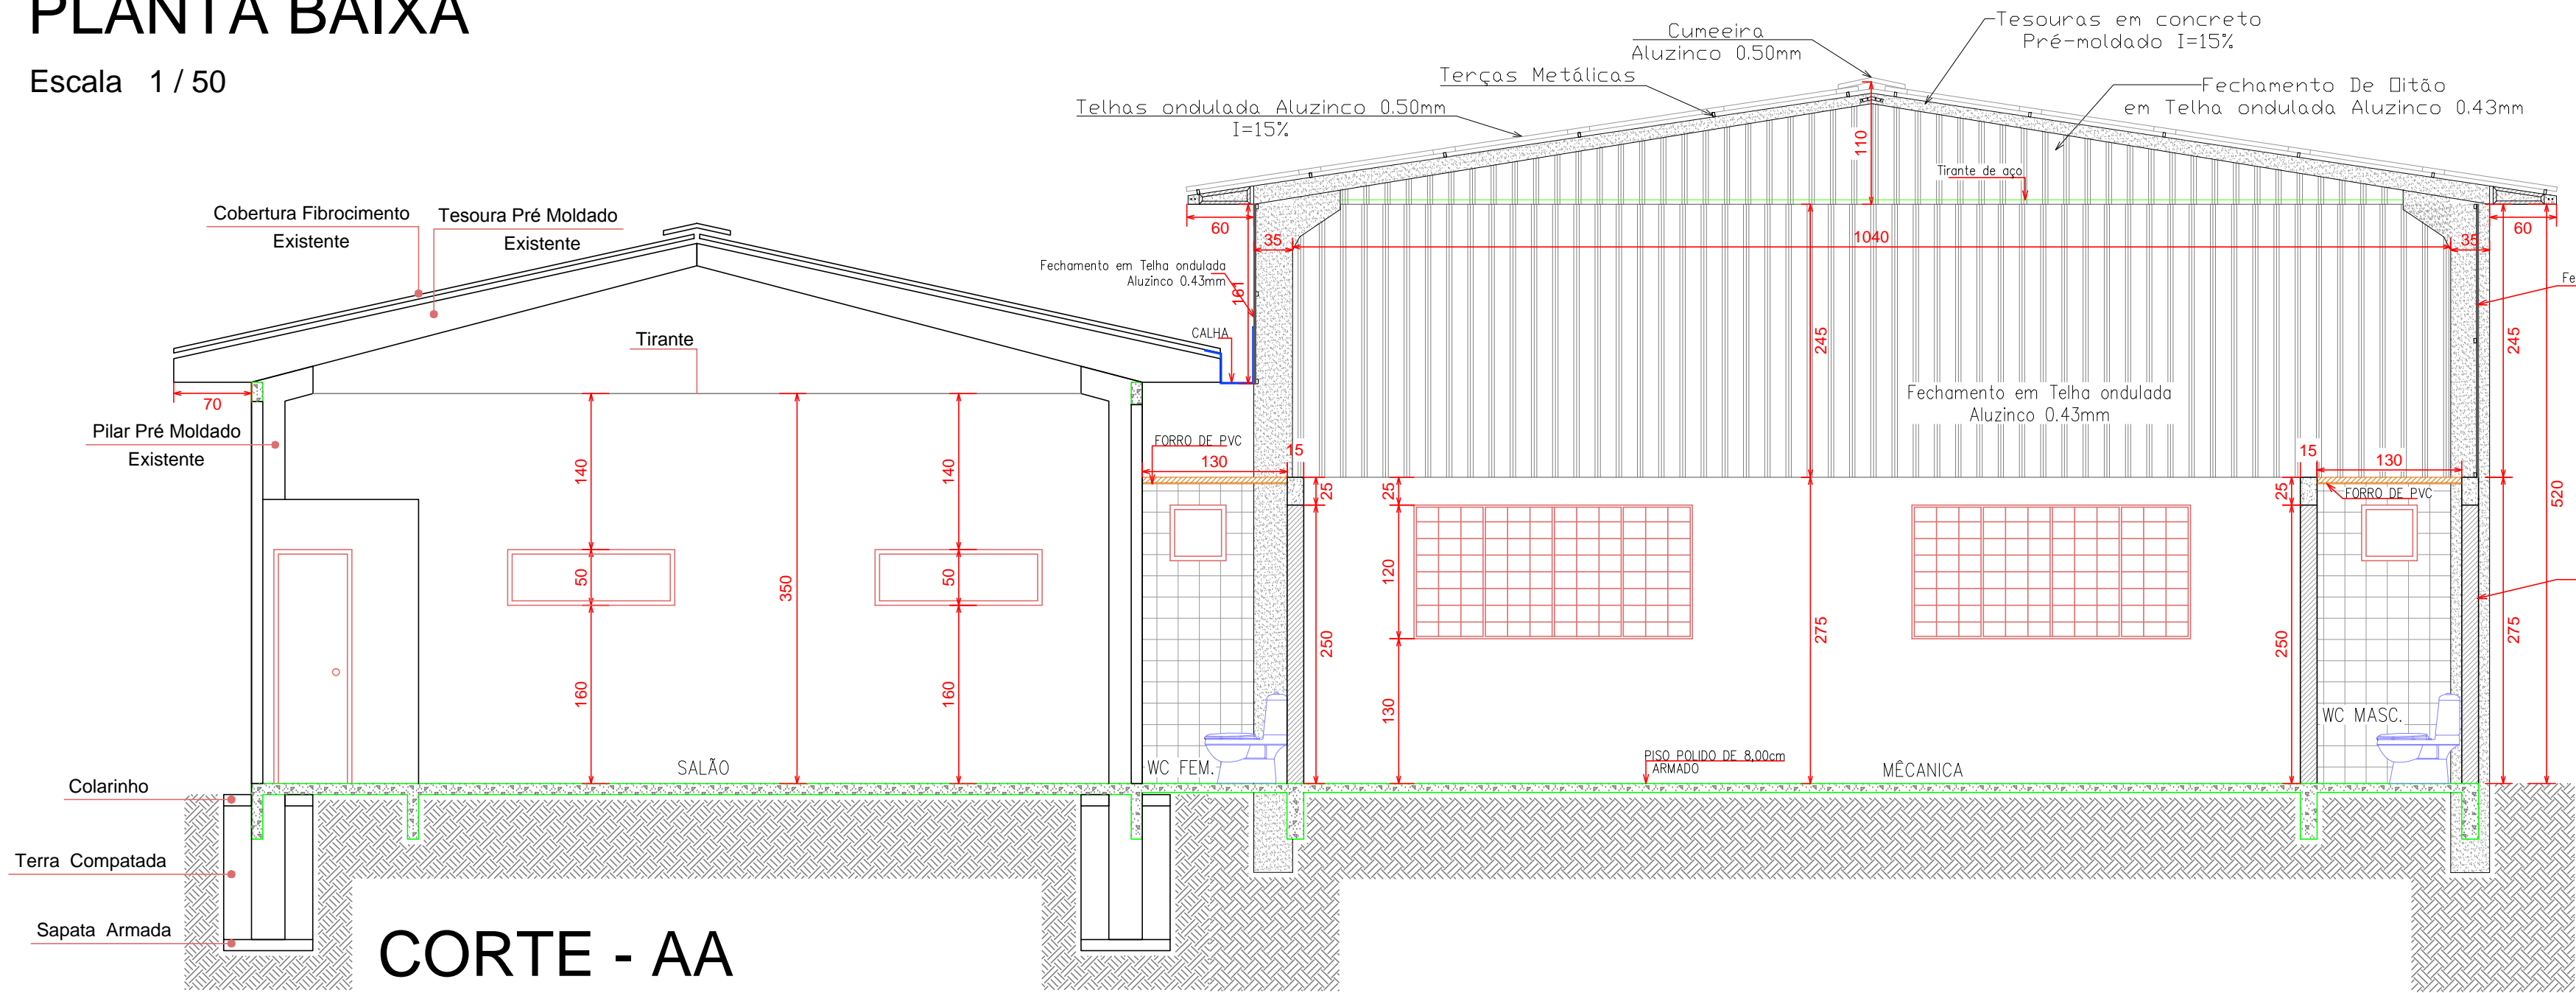 PLANTA BAIXA
Escala 1 / 50
Cumeeira
Aluzinco 0.50mm
Tesouras em concreto
Pré-moldado I=15%
Terças Metálicas
Telhas ondulada Aluzinco 0.50mm
I=15%
Fechamento De Oitão
em Telha ondulada Aluzinco 0.43mm
110
Tirante de aço
Cobertura Fibrocimento
Existente
Tesoura Pré Moldado
Existente
60
35
1040
35
60
Fechamento em Telha ondulada
Aluzinco 0.43mm
161
Fe
CALHA
Tirante
245
245
70
Fechamento em Telha ondulada
Aluzinco 0.43mm
Pilar Pré Moldado
Existente
FORRO DE PVC
130
15
15
130
140
140
25
25
25
FORRO DE PVC
520
50
50
350
120
250
275
250
275
160
160
130
WC MASC.
SALÃO
WC FEM.
PISO POLIDO DE 8,00cm
ARMADO
MÊCANICA
Colarinho
Terra Compatada
Sapata Armada
CORTE - AA